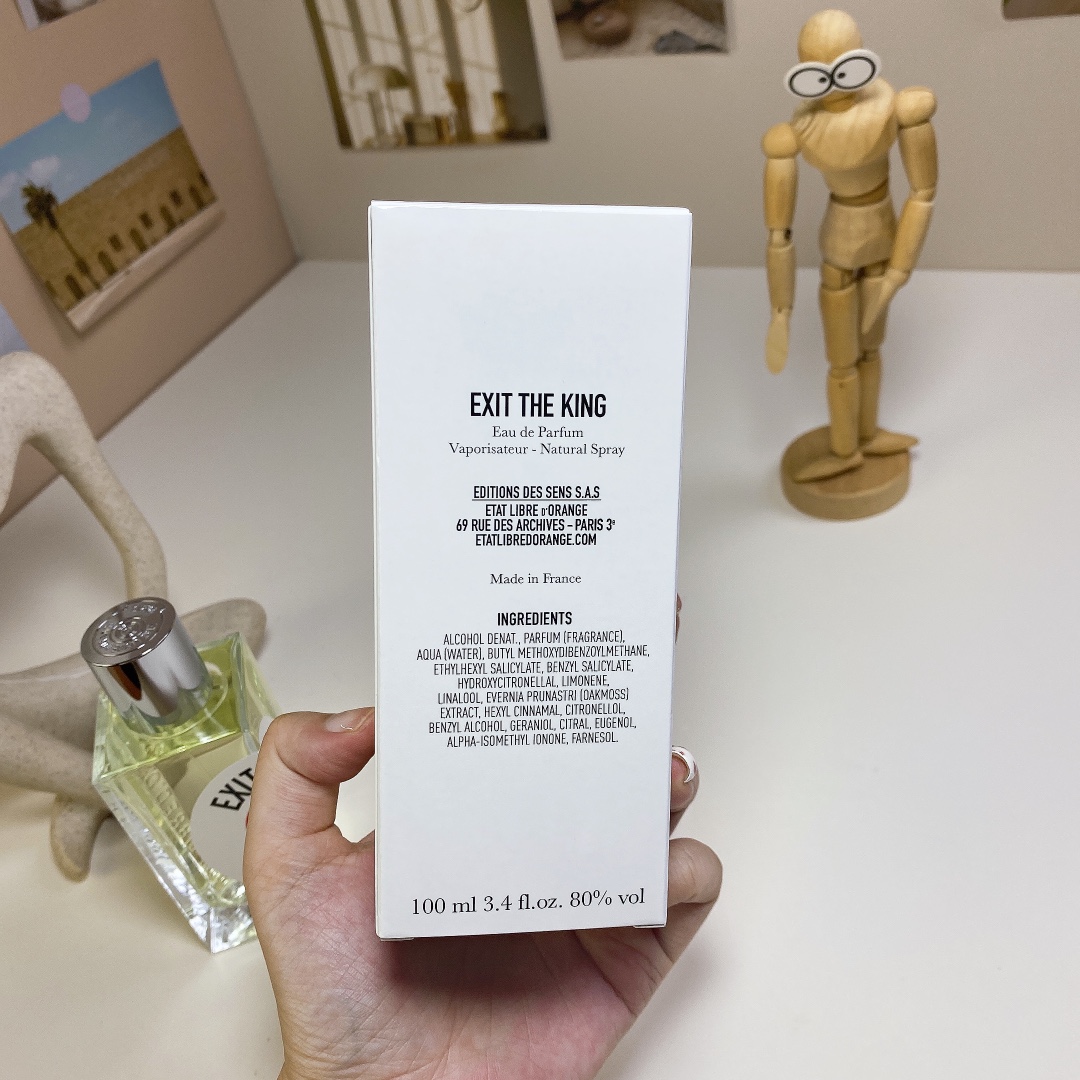 EXIT THE KING
Eau de Parfum
Vaporisateur - Natural Spray
EDITIONS DES SENS S.A.S
ETAT LIBRE D'ORANGE
69 RUE DES ARCHIVES – PARIS 3e
ETATLIBREDORANGE.COM
Made in France
INGREDIENTS
ALCOHOL DENAT., PARFUM (FRAGRANCE),
AQUA (WATER), BUTYL METHOXYDIBENZOYLMETHANE,
ETHYLHEXYL SALICYLATE, BENZYL SALICYLATE,
HYDROXYCITRONELLAL, LIMONENE,
LINALOOL, EVERNIA PRUNASTRI (OAKMOSS)
EXTRACT, HEXYL CINNAMAL, CITRONELLOL,
BENZYL ALCOHOL, GERANIOL, CITRAL, EUGENOL,
ALPHA-ISOMETHYL IONONE, FARNESOL.
100 ml 3.4 fl.oz. 80% vol
EXIT